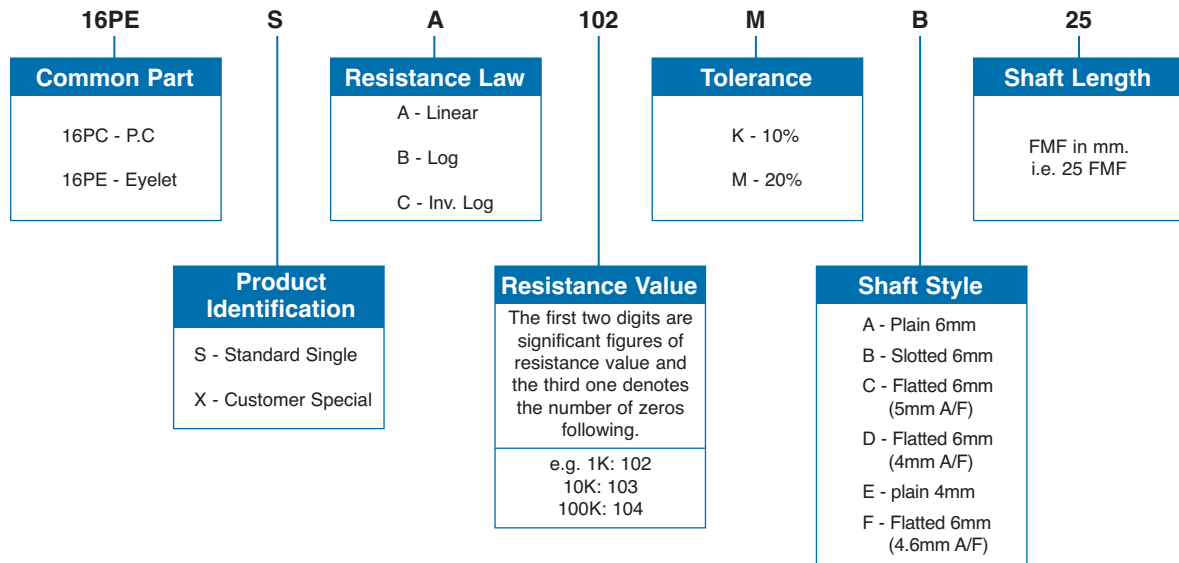 16PE S A 102 M B 25
Common Part
16PC - P.C
16PE - Eyelet
Resistance Law
A - Linear
B - Log
C - Inv. Log
Tolerance
K - 10%
M - 20%
Shaft Length
FMF in mm.
i.e. 25 FMF
Product
Identification
S - Standard Single
X - Customer Special
Resistance Value
The first two digits are
significant figures of
resistance value and
the third one denotes
the number of zeros
following.
e.g. 1K: 102
10K: 103
100K: 104
Shaft Style
A - Plain 6mm
B - Slotted 6mm
C - Flatted 6mm
(5mm A/F)
D - Flatted 6mm
(4mm A/F)
E - plain 4mm
F - Flatted 6mm
(4.6mm A/F)